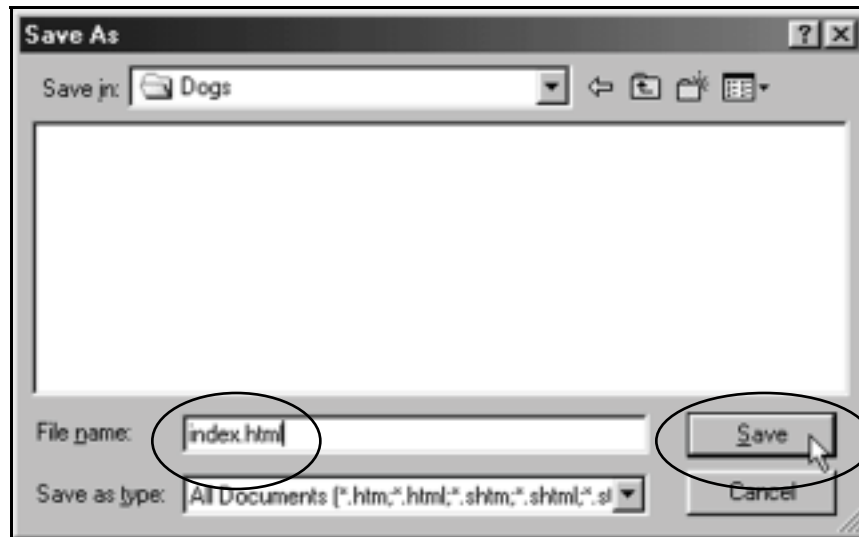 Save As
Save in: Dogs
File name: index.html Save
Save as type: All Documents (*.htm;*.html;*.shtm;*.shtml;*.sl Cancel